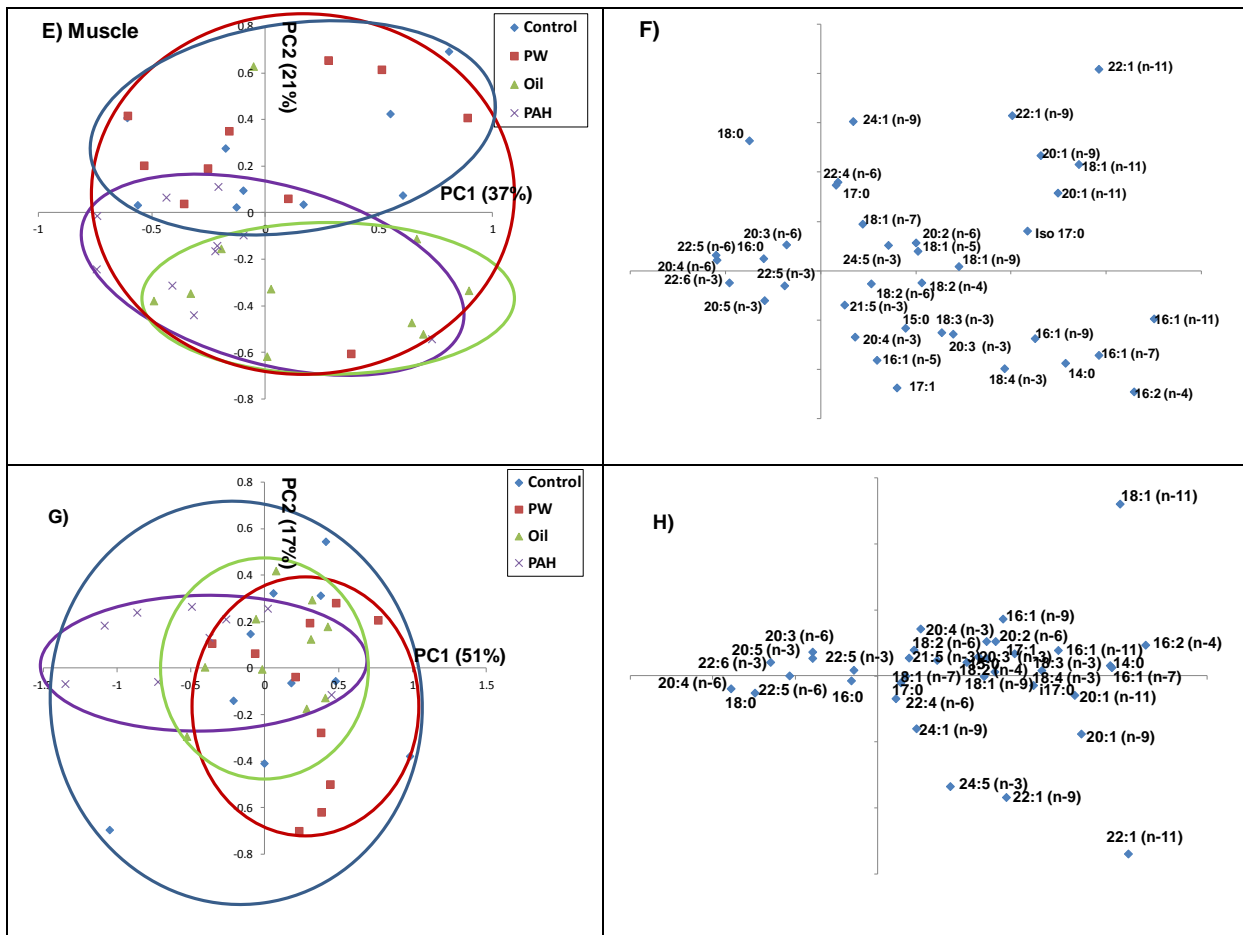 E) Muscle
PC2 (21%)
PC1 (37%)
0.8
0.6
0.4
0.2
0
-0.2
-0.4
-0.6
-0.8
-1
-0.5
0
0.5
1
Control
PW
Oil
PAH
F)
22:1 (n-11)
22:1 (n-9)
24:1 (n-9)
18:0
20:1 (n-9)
18:1 (n-11)
22:4 (n-6)
17:0
20:1 (n-11)
18:1 (n-7)
Iso 17:0
20:3 (n-6)
20:2 (n-6)
22:5 (n-6)
16:0
18:1 (n-5)
24:5 (n-3)
18:1 (n-9)
20:4 (n-6)
22:6 (n-3)
22:5 (n-3)
18:2 (n-6)
18:2 (n-4)
20:5 (n-3)
21:5 (n-3)
15:0
18:3 (n-3)
16:1 (n-11)
20:4 (n-3)
20:3 (n-3)
16:1 (n-9)
16:1 (n-5)
16:1 (n-7)
18:4 (n-3)
14:0
17:1
16:2 (n-4)
G)
PC2 (17%)
PC1 (51%)
0.8
0.6
0.4
0.2
0
-0.2
-0.4
-0.6
-0.8
-1.5
-1
-0.5
0
0.5
1
1.5
Control
PW
Oil
PAH
H)
18:1 (n-11)
16:1 (n-9)
20:4 (n-3)
20:3 (n-6)
18:2 (n-6)
20:2 (n-6)
16:2 (n-4)
20:5 (n-3)
17:1
16:1 (n-11)
22:6 (n-3)
22:5 (n-3)
21:5 (n-3)
20:3 (n-3)
18:3 (n-3)
14:0
18:2 (n-4)
20:4 (n-6)
22:5 (n-6)
18:1 (n-7)
18:4 (n-3)
16:1 (n-7)
18:0
16:0
17:0
18:1 (n-9)
i17:0
22:4 (n-6)
20:1 (n-11)
24:1 (n-9)
20:1 (n-9)
24:5 (n-3)
22:1 (n-9)
22:1 (n-11)